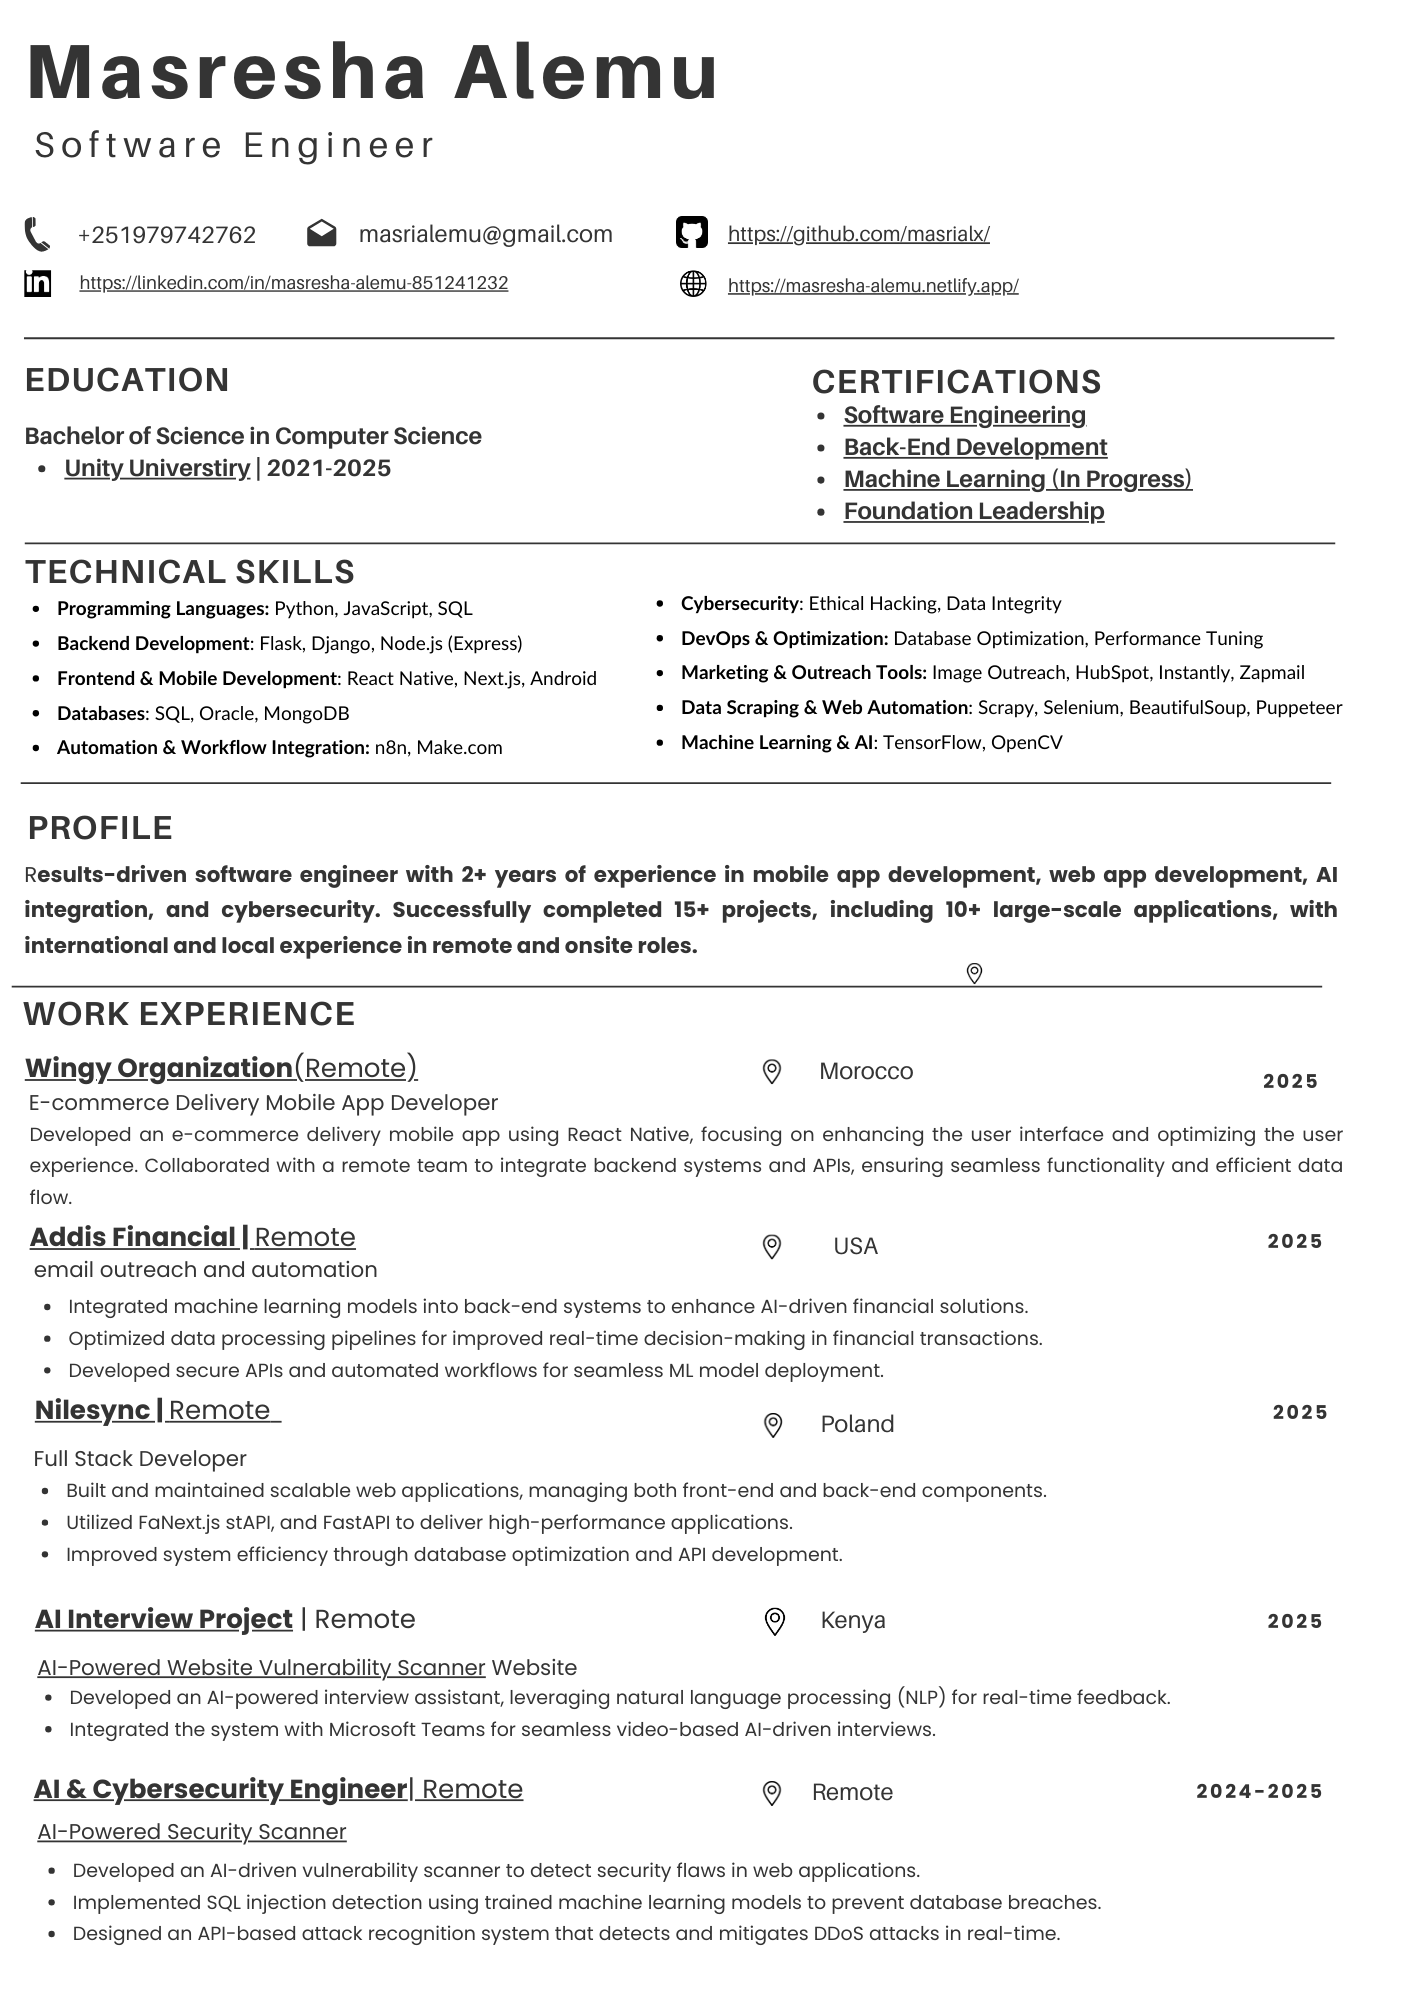 Masresha Alemu
Software Engineer
+251979742762 masrialemu@gmail.com https://github.com/masrialx/
https://linkedin.com/in/masresha-alemu-851241232 https://masresha-alemu.netlify.app/
EDUCATION
Bachelor of Science in Computer Science
• Unity Universtiry | 2021-2025
CERTIFICATIONS
• Software Engineering
• Back-End Development
• Machine Learning (In Progress)
• Foundation Leadership
TECHNICAL SKILLS
• Programming Languages: Python, JavaScript, SQL
• Backend Development: Flask, Django, Node.js (Express)
• Frontend & Mobile Development: React Native, Next.js, Android
• Databases: SQL, Oracle, MongoDB
• Automation & Workflow Integration: n8n, Make.com
• Cybersecurity: Ethical Hacking, Data Integrity
• DevOps & Optimization: Database Optimization, Performance Tuning
• Marketing & Outreach Tools: Image Outreach, HubSpot, Instantly, Zapmail
• Data Scraping & Web Automation: Scrapy, Selenium, BeautifulSoup, Puppeteer
• Machine Learning & AI: TensorFlow, OpenCV
PROFILE
Results-driven software engineer with 2+ years of experience in mobile app development, web app development, AI
integration, and cybersecurity. Successfully completed 15+ projects, including 10+ large-scale applications, with
international and local experience in remote and onsite roles.
WORK EXPERIENCE
Wingy Organization(Remote) Morocco 2025
E-commerce Delivery Mobile App Developer
Developed an e-commerce delivery mobile app using React Native, focusing on enhancing the user interface and optimizing the user
experience. Collaborated with a remote team to integrate backend systems and APIs, ensuring seamless functionality and efficient data
flow.
Addis Financial | Remote USA 2025
email outreach and automation
• Integrated machine learning models into back-end systems to enhance AI-driven financial solutions.
• Optimized data processing pipelines for improved real-time decision-making in financial transactions.
• Developed secure APIs and automated workflows for seamless ML model deployment.
Nilesync | Remote Poland 2025
Full Stack Developer
• Built and maintained scalable web applications, managing both front-end and back-end components.
• Utilized FaNext.js stAPI, and FastAPI to deliver high-performance applications.
• Improved system efficiency through database optimization and API development.
AI Interview Project | Remote Kenya 2025
AI-Powered Website Vulnerability Scanner Website
• Developed an AI-powered interview assistant, leveraging natural language processing (NLP) for real-time feedback.
• Integrated the system with Microsoft Teams for seamless video-based AI-driven interviews.
AI & Cybersecurity Engineer| Remote Remote 2024-2025
AI-Powered Security Scanner
• Developed an AI-driven vulnerability scanner to detect security flaws in web applications.
• Implemented SQL injection detection using trained machine learning models to prevent database breaches.
• Designed an API-based attack recognition system that detects and mitigates DDoS attacks in real-time.